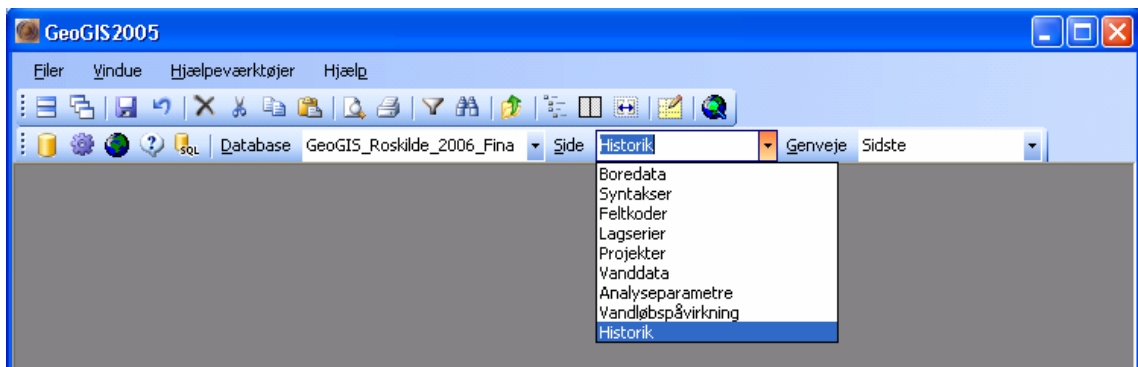 GeoGIS2005
Filer Vindue Hjælpeværktøjer Hjælp
SQL Database GeoGIS_Roskilde_2006_Fina Side Historik Genveje Sidste
Boredata
Syntakser
Feltkoder
Lagserier
Projekter
Vanddata
Analyseparametre
Vandløbspåvirkning
Historik